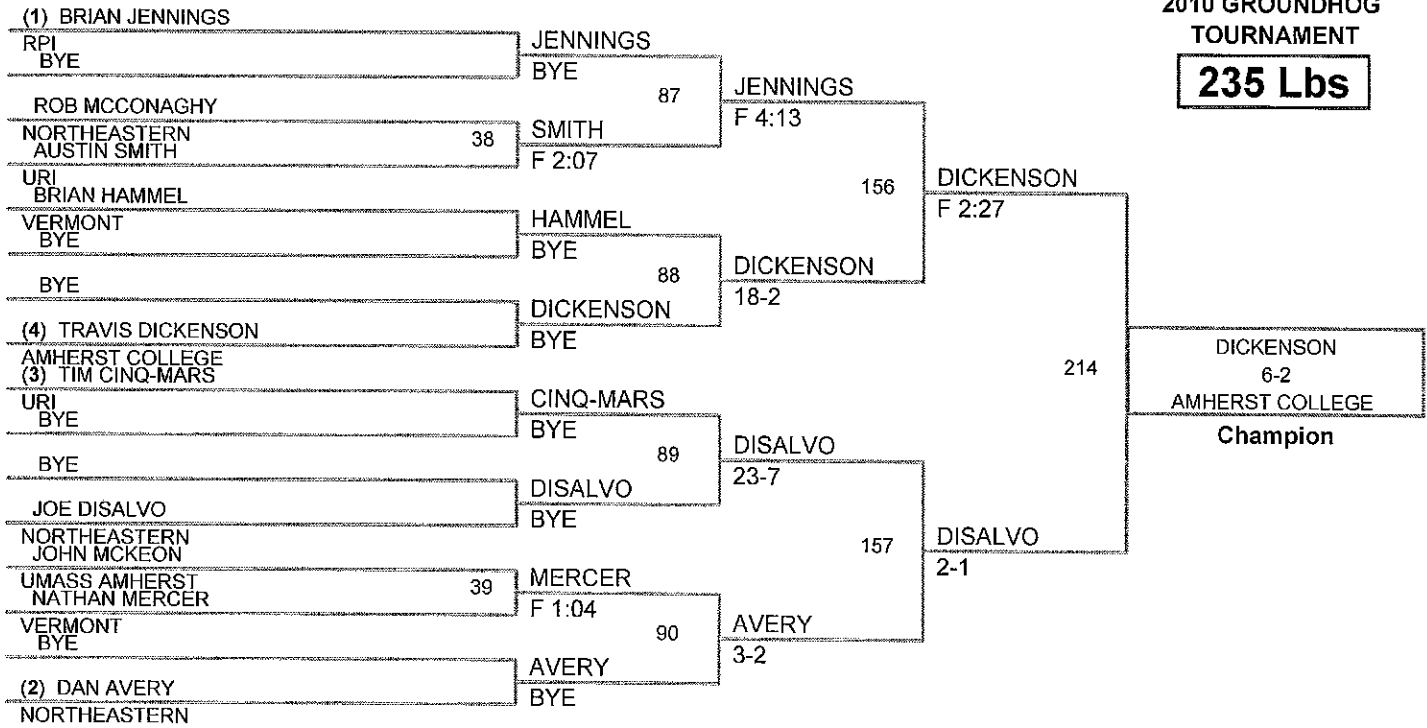 2010 GROUNDHOG
TOURNAMENT
235 Lbs
(1) BRIAN JENNINGS
RPI
BYE
ROB MCCONAGHY
NORTHEASTERN
AUSTIN SMITH
URI
BRIAN HAMMEL
VERMONT
BYE
BYE
(4) TRAVIS DICKENSON
AMHERST COLLEGE
(3) TIM CINQ-MARS
URI
BYE
BYE
JOE DISALVO
NORTHEASTERN
JOHN MCKEON
UMASS AMHERST
NATHAN MERCER
VERMONT
BYE
(2) DAN AVERY
NORTHEASTERN
38
39
JENNINGS
BYE
SMITH
F 2:07
HAMMEL
BYE
DICKENSON
BYE
CINQ-MARS
BYE
DISALVO
BYE
MERCER
F 1:04
AVERY
BYE
87
88
89
90
JENNINGS
F 4:13
DICKENSON
18-2
DISALVO
23-7
AVERY
3-2
156
157
DICKENSON
F 2:27
DISALVO
2-1
214
DICKENSON
6-2
AMHERST COLLEGE
Champion